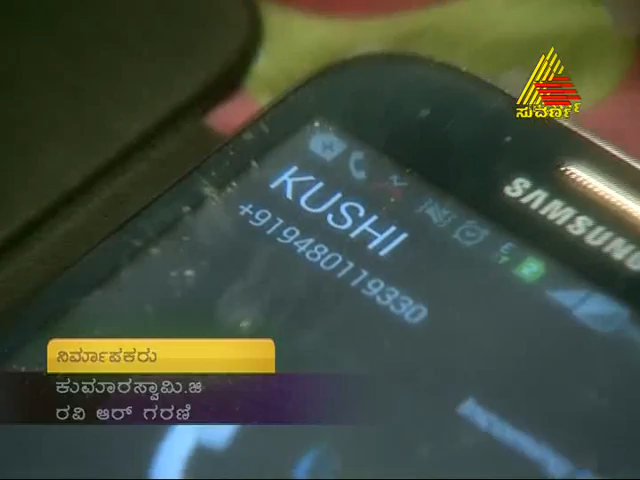 ಸುವರ್ಣ
SAMSUNG
KUSHI
+919480119330
ನಿರ್ಮಾಪಕರು
ಕುಮಾರಸ್ವಾಮಿ.ಜಿ
ರವಿ ಆರ್ ಗರಣಿ